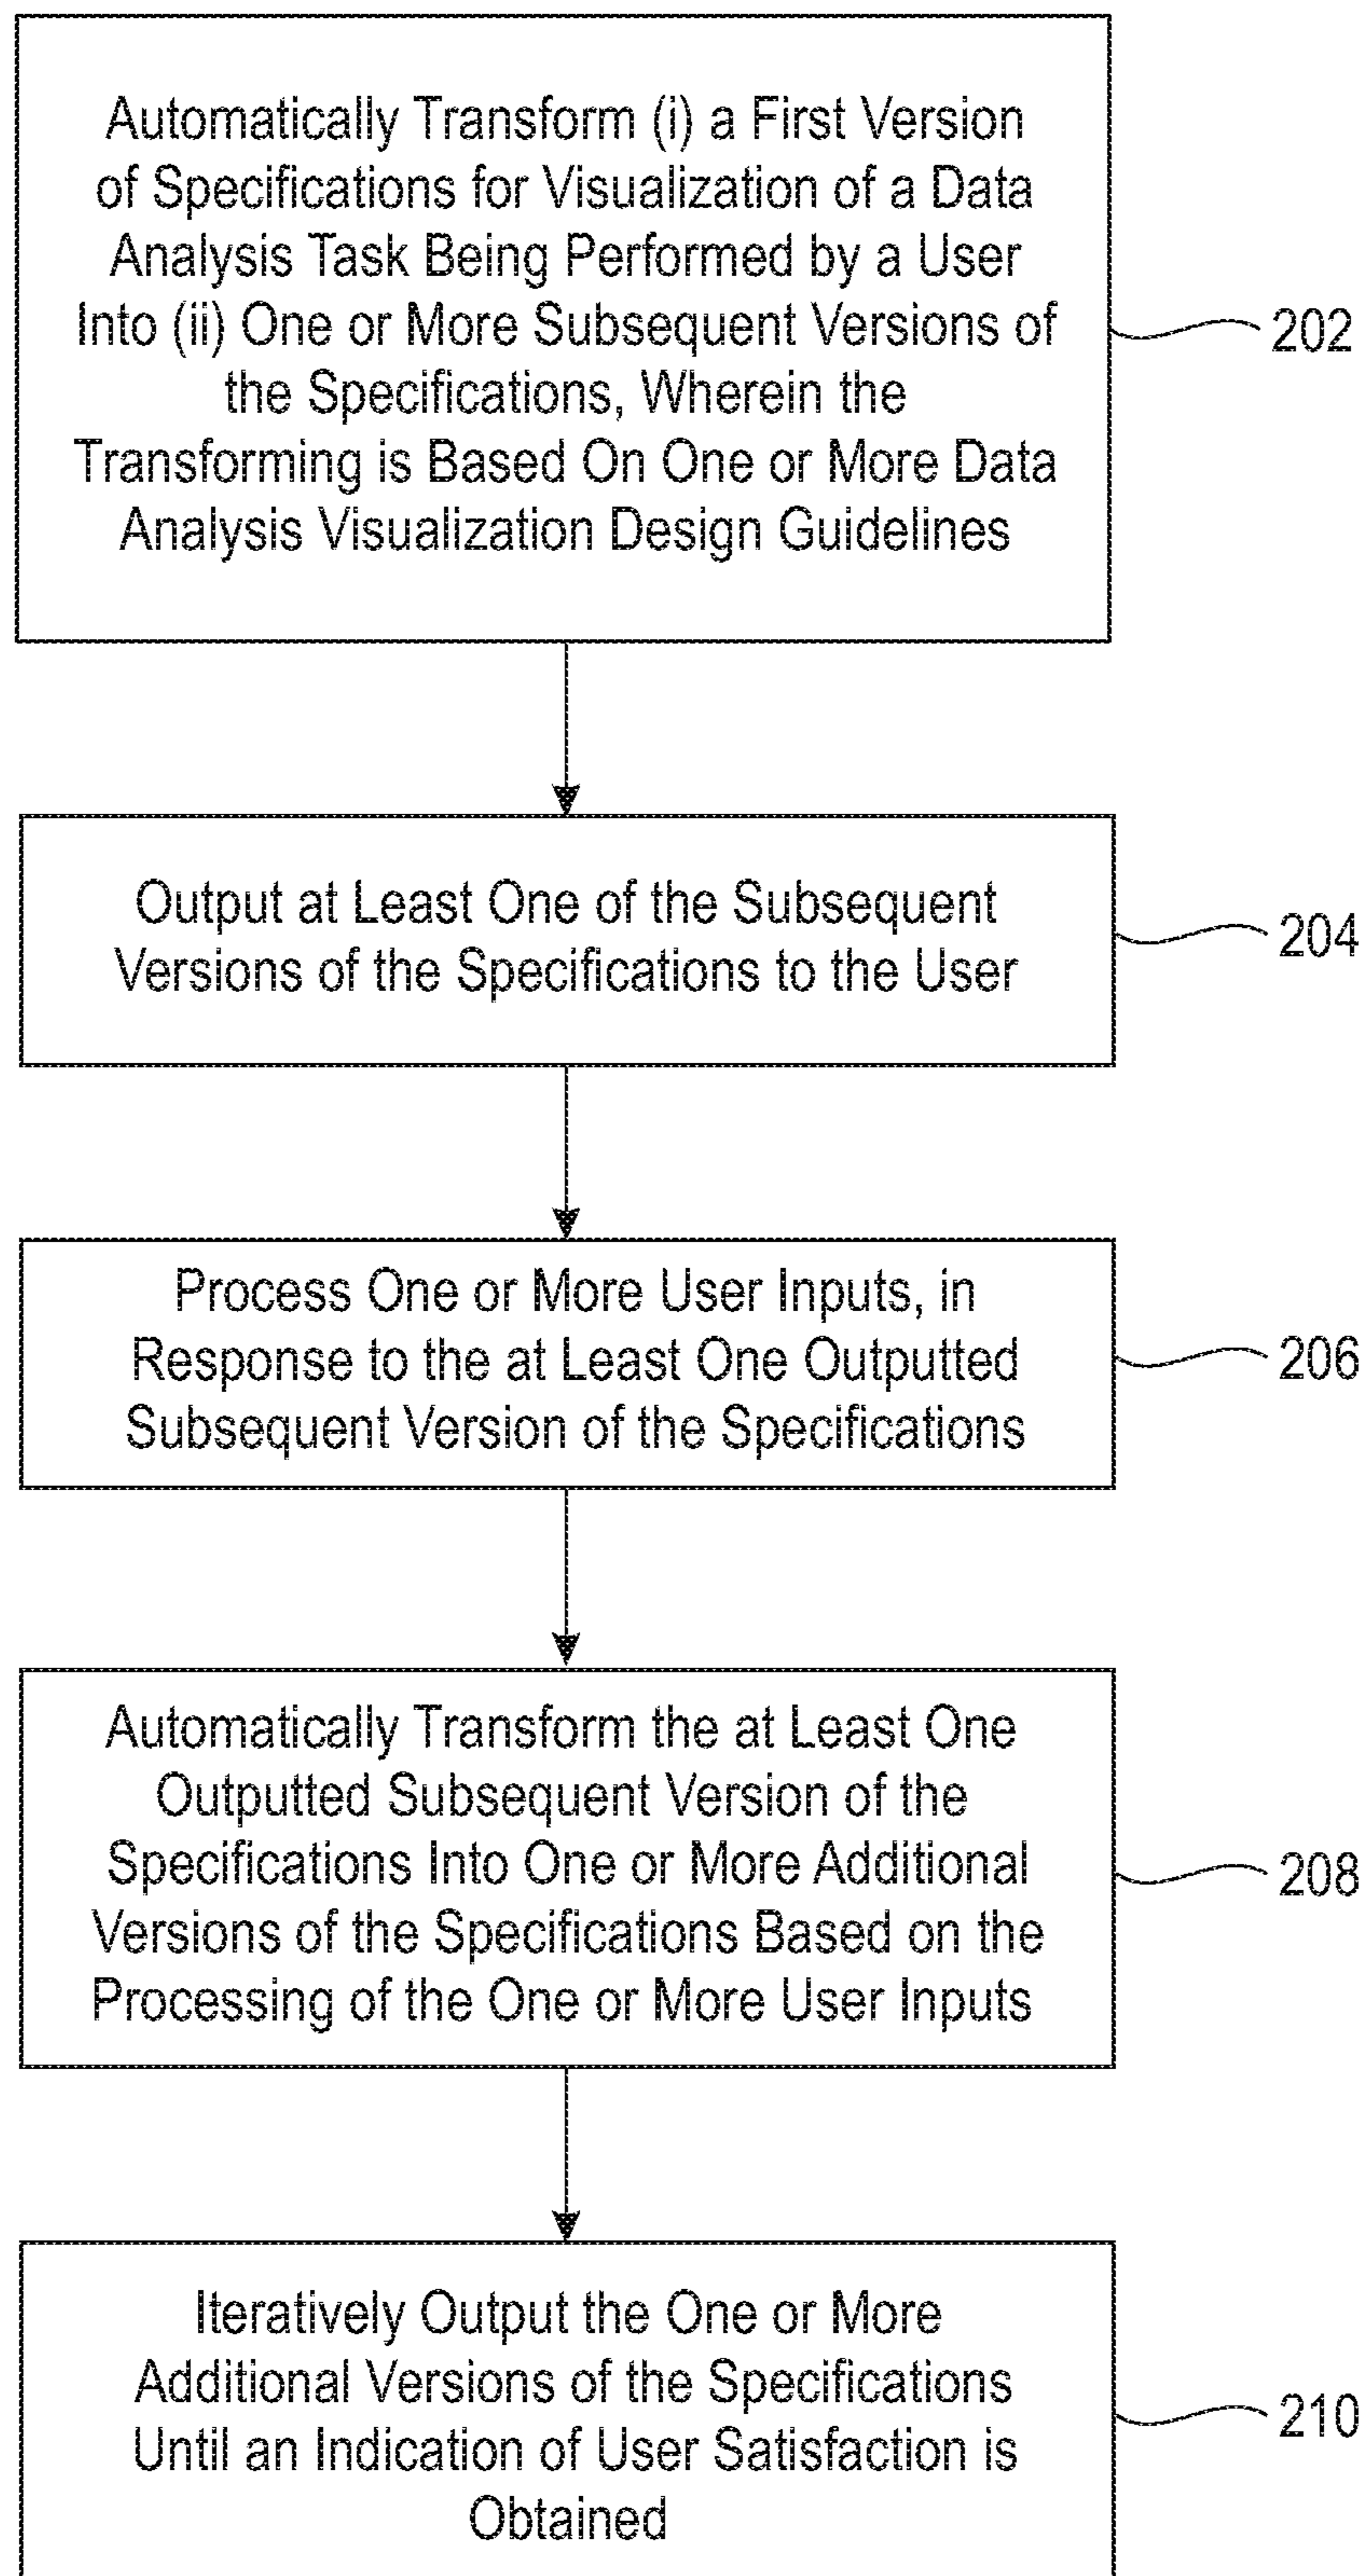 Automatically Transform (i) a First Version
of Specifications for Visualization of a Data
Analysis Task Being Performed by a User
Into (ii) One or More Subsequent Versions of
the Specifications, Wherein the
Transforming is Based On One or More Data
Analysis Visualization Design Guidelines
202
Output at Least One of the Subsequent
Versions of the Specifications to the User
204
Process One or More User Inputs, in
Response to the at Least One Outputted
Subsequent Version of the Specifications
206
Automatically Transform the at Least One
Outputted Subsequent Version of the
Specifications Into One or More Additional
Versions of the Specifications Based on the
Processing of the One or More User Inputs
208
Iteratively Output the One or More
Additional Versions of the Specifications
Until an Indication of User Satisfaction is
Obtained
210